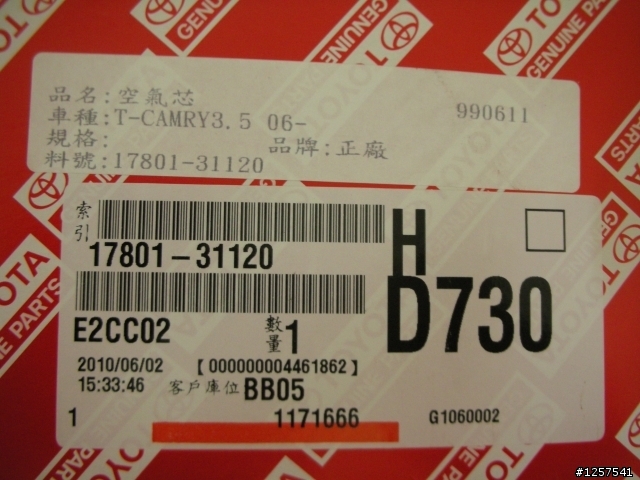 TOYOTA
GENUINE PARTS
品名:空氣芯
車種:T-CAMRY3.5 06-
990611
規格:
品牌:正廠
料號:17801-31120
索引
17801-31120
H
D730
E2CC02
數量 1
2010/06/02
【000000004461862】
15:33:46
客戶庫位 BB05
1
1171666
G1060002
#1257541